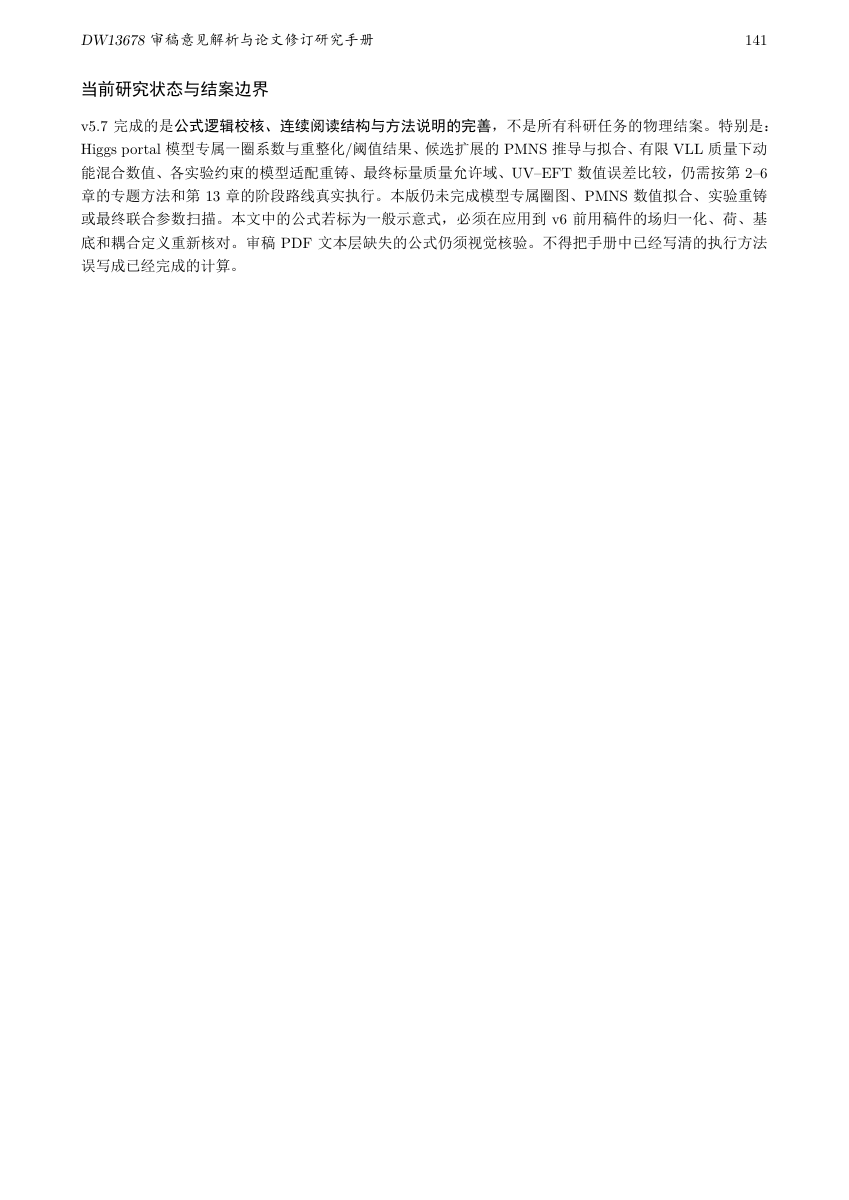 DW13678 审稿意见解析与论文修订研究手册 141
当前研究状态与结案边界
v5.7 完成的是公式逻辑校核、连续阅读结构与方法说明的完善，不是所有科研任务的物理结案。特别是：
Higgs portal 模型专属一圈系数与重整化/阈值结果、候选扩展的 PMNS 推导与拟合、有限 VLL 质量下动
能混合数值、各实验约束的模型适配重铸、最终标量质量允许域、UV–EFT 数值误差比较，仍需按第 2–6
章的专题方法和第 13 章的阶段路线真实执行。本版仍未完成模型专属圈图、PMNS 数值拟合、实验重铸
或最终联合参数扫描。本文中的公式若标为一般示意式，必须在应用到 v6 前用稿件的场归一化、荷、基
底和耦合定义重新核对。审稿 PDF 文本层缺失的公式仍须视觉核验。不得把手册中已经写清的执行方法
误写成已经完成的计算。